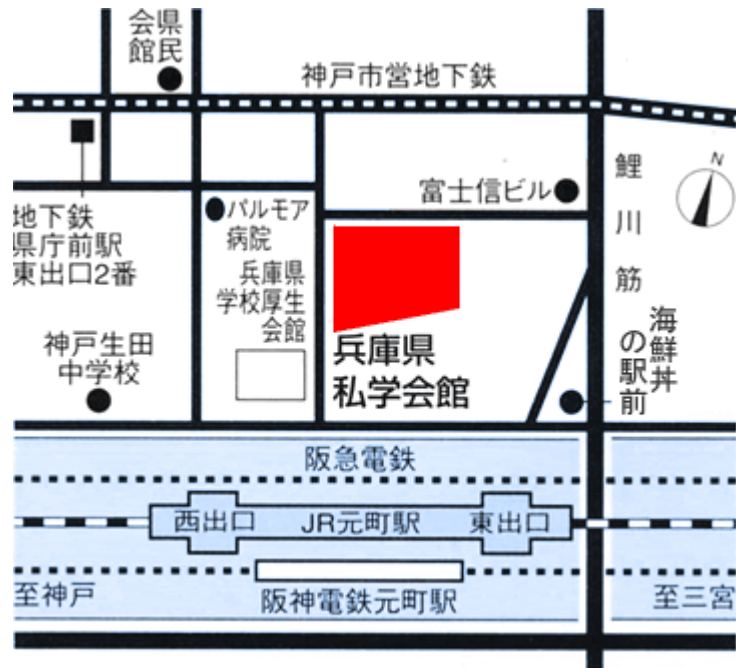 県民
会館
神戸市営地下鉄
N
鯉川筋
富士信ビル
パルモア
病院
地下鉄
県庁前駅
東出口2番
兵庫県
学校厚生
会館
海鮮丼
の駅前
神戸生田
中学校
兵庫県
私学会館
阪急電鉄
西出口
JR元町駅
東出口
至神戸
阪神電鉄元町駅
至三宮